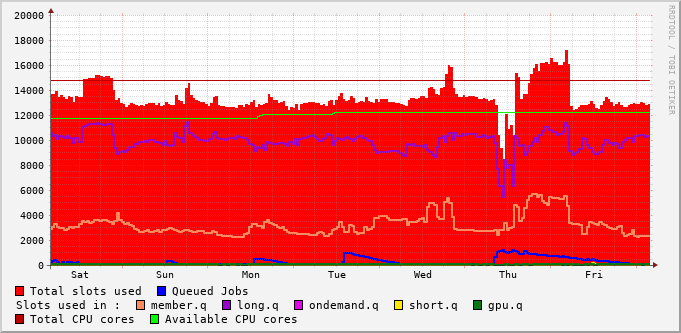 RRDTOOL / TOBI OETIKER
20000
18000
16000
14000
12000
10000
8000
6000
4000
2000
0
Sat Sun Mon Tue Wed Thu Fri
Total slots used Queued Jobs
Slots used in : member.q long.q ondemand.q short.q gpu.q
Total CPU cores Available CPU cores